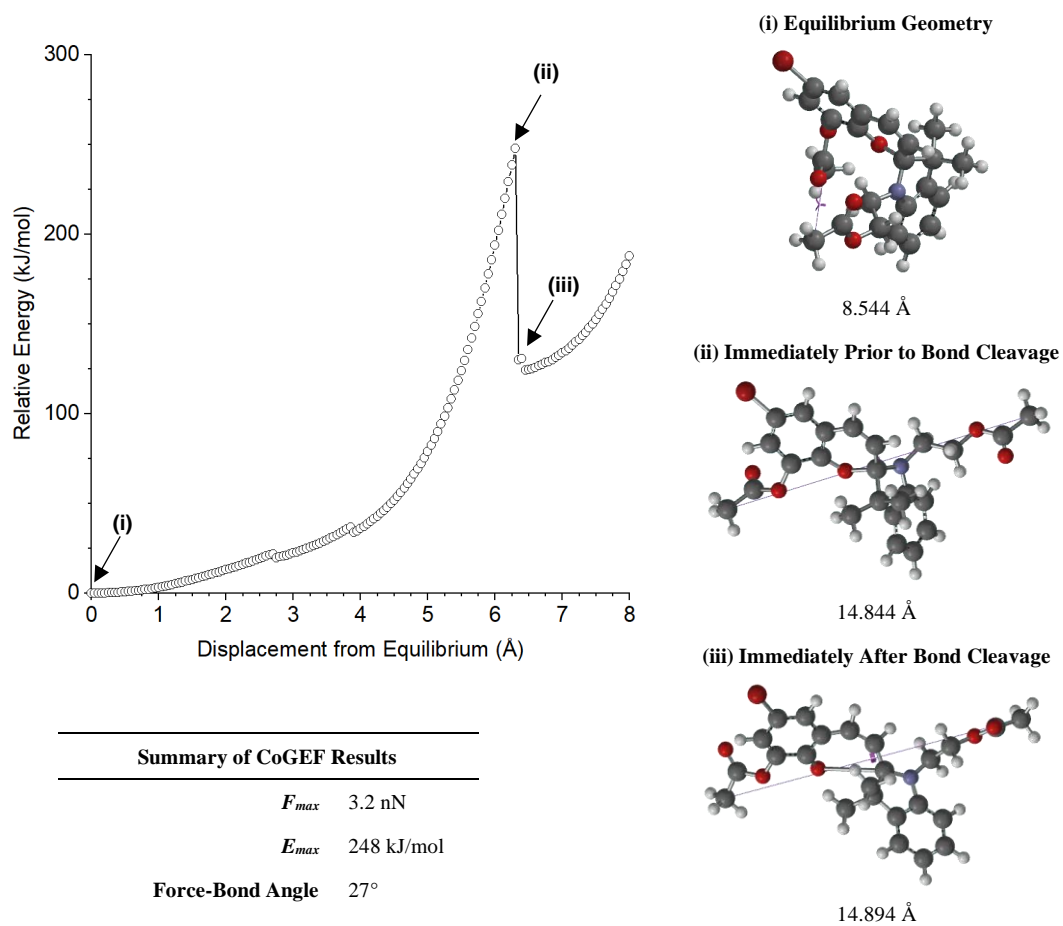 300
200
100
0
Relative Energy (kJ/mol)
(i)
(ii)
(iii)
0 1 2 3 4 5 6 7 8
Displacement from Equilibrium (Å)
Summary of CoGEF Results
Fmax 3.2 nN
Emax 248 kJ/mol
Force-Bond Angle 27°
(i) Equilibrium Geometry
8.544 Å
(ii) Immediately Prior to Bond Cleavage
14.844 Å
(iii) Immediately After Bond Cleavage
14.894 Å